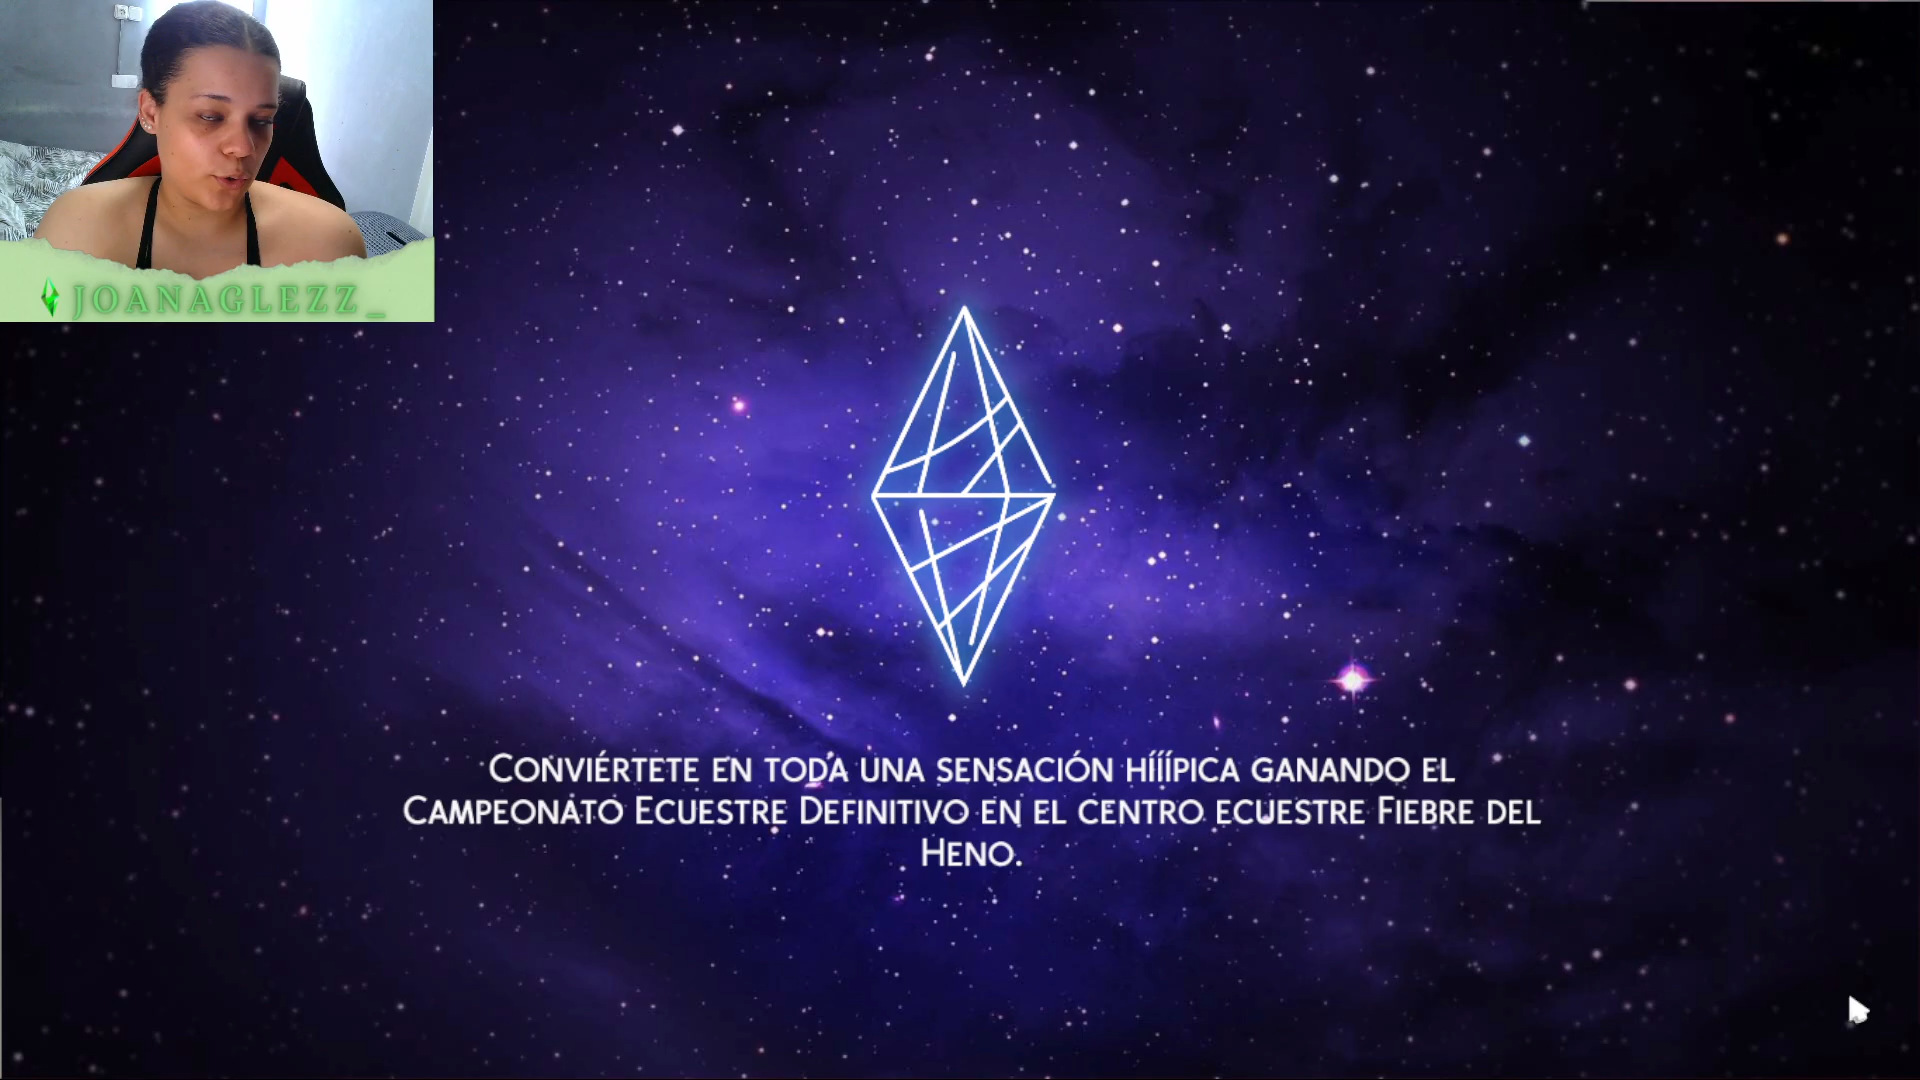 JOANAGLEZZ_
Conviértete en toda una sensación hííípica ganando el
Campeonato Ecuestre Definitivo en el centro ecuestre Fiebre del
Heno.